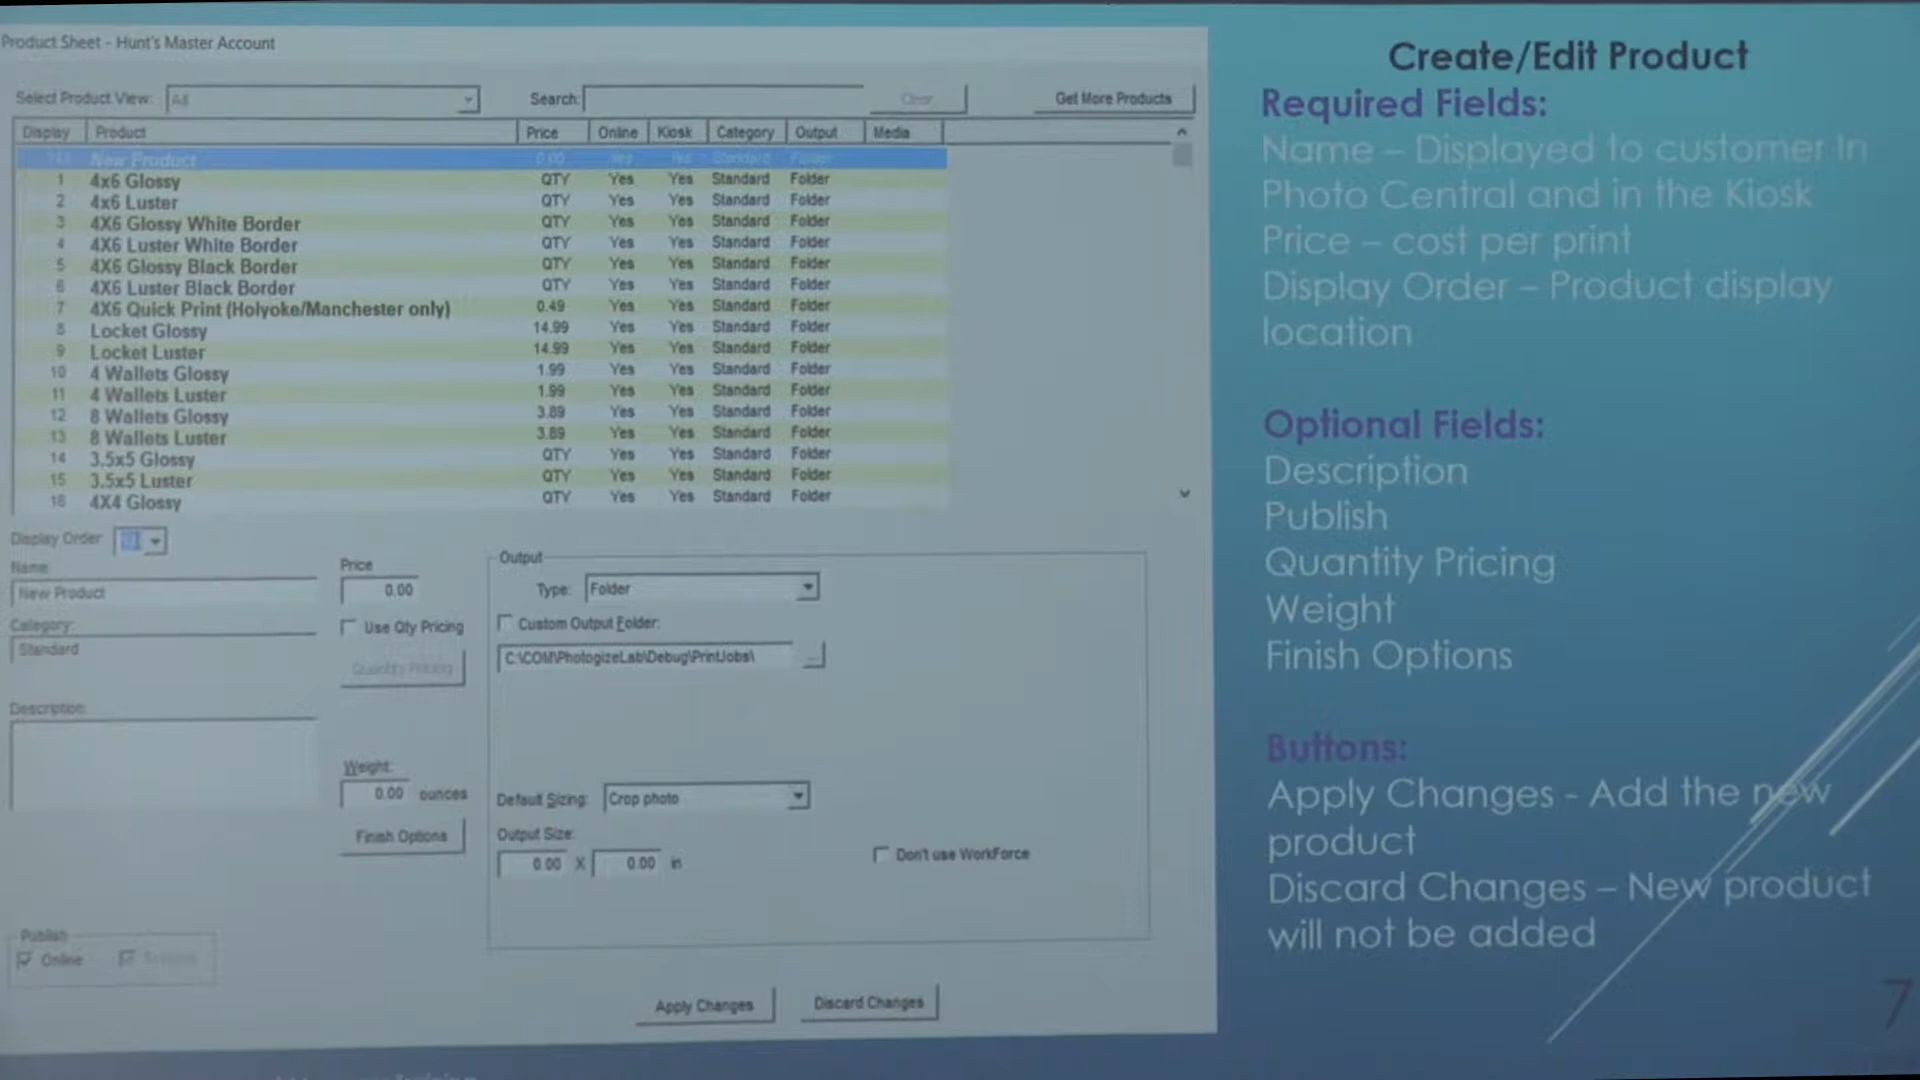 Product Sheet - Hunt's Master Account
Select Product View: All
Search:
Clear
Get More Products
Display Product Price Online Kiosk Category Output Media
New Product 0.00 Yes Yes Standard Folder
1 4x6 Glossy QTY Yes Yes Standard Folder
2 4x6 Luster QTY Yes Yes Standard Folder
3 4X6 Glossy White Border QTY Yes Yes Standard Folder
4 4X6 Luster White Border QTY Yes Yes Standard Folder
5 4X6 Glossy Black Border QTY Yes Yes Standard Folder
6 4X6 Luster Black Border QTY Yes Yes Standard Folder
7 4X6 Quick Print (Holyoke/Manchester only) 0.49 Yes Yes Standard Folder
8 Locket Glossy 14.99 Yes Yes Standard Folder
9 Locket Luster 14.99 Yes Yes Standard Folder
10 4 Wallets Glossy 1.99 Yes Yes Standard Folder
11 4 Wallets Luster 1.99 Yes Yes Standard Folder
12 8 Wallets Glossy 3.89 Yes Yes Standard Folder
13 8 Wallets Luster 3.89 Yes Yes Standard Folder
14 3.5x5 Glossy QTY Yes Yes Standard Folder
15 3.5x5 Luster QTY Yes Yes Standard Folder
16 4X4 Glossy QTY Yes Yes Standard Folder
Display Order
Name:
New Product
Category:
Standard
Description:
Price
0.00
Use Qty Pricing
Quantity Pricing
Weight:
0.00 ounces
Finish Options
Output
Type: Folder
Custom Output Folder:
C:\COM\PhotogizeLab\Debug\PrintJobs\
...
Default Sizing: Crop photo
Output Size:
0.00 X 0.00 in
Don't use WorkForce
Publish
Online
Apply Changes
Discard Changes
Create/Edit Product
Required Fields:
Name – Displayed to customer In
Photo Central and in the Kiosk
Price – cost per print
Display Order – Product display
location
Optional Fields:
Description
Publish
Quantity Pricing
Weight
Finish Options
Buttons:
Apply Changes - Add the new
product
Discard Changes – New product
will not be added
7